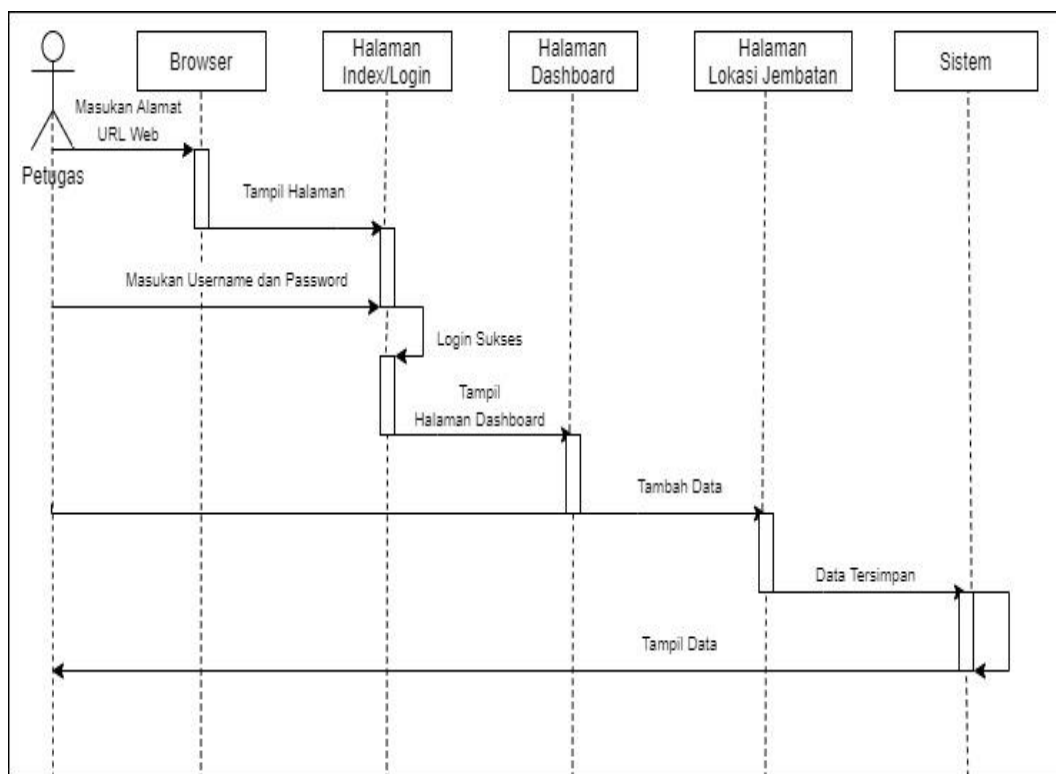 Browser
Halaman
Index/Login
Halaman
Dashboard
Halaman
Lokasi Jembatan
Sistem
Masukan Alamat
URL Web
Petugas
Tampil Halaman
Masukan Username dan Password
Login Sukses
Tampil
Halaman Dashboard
Tambah Data
Data Tersimpan
Tampil Data